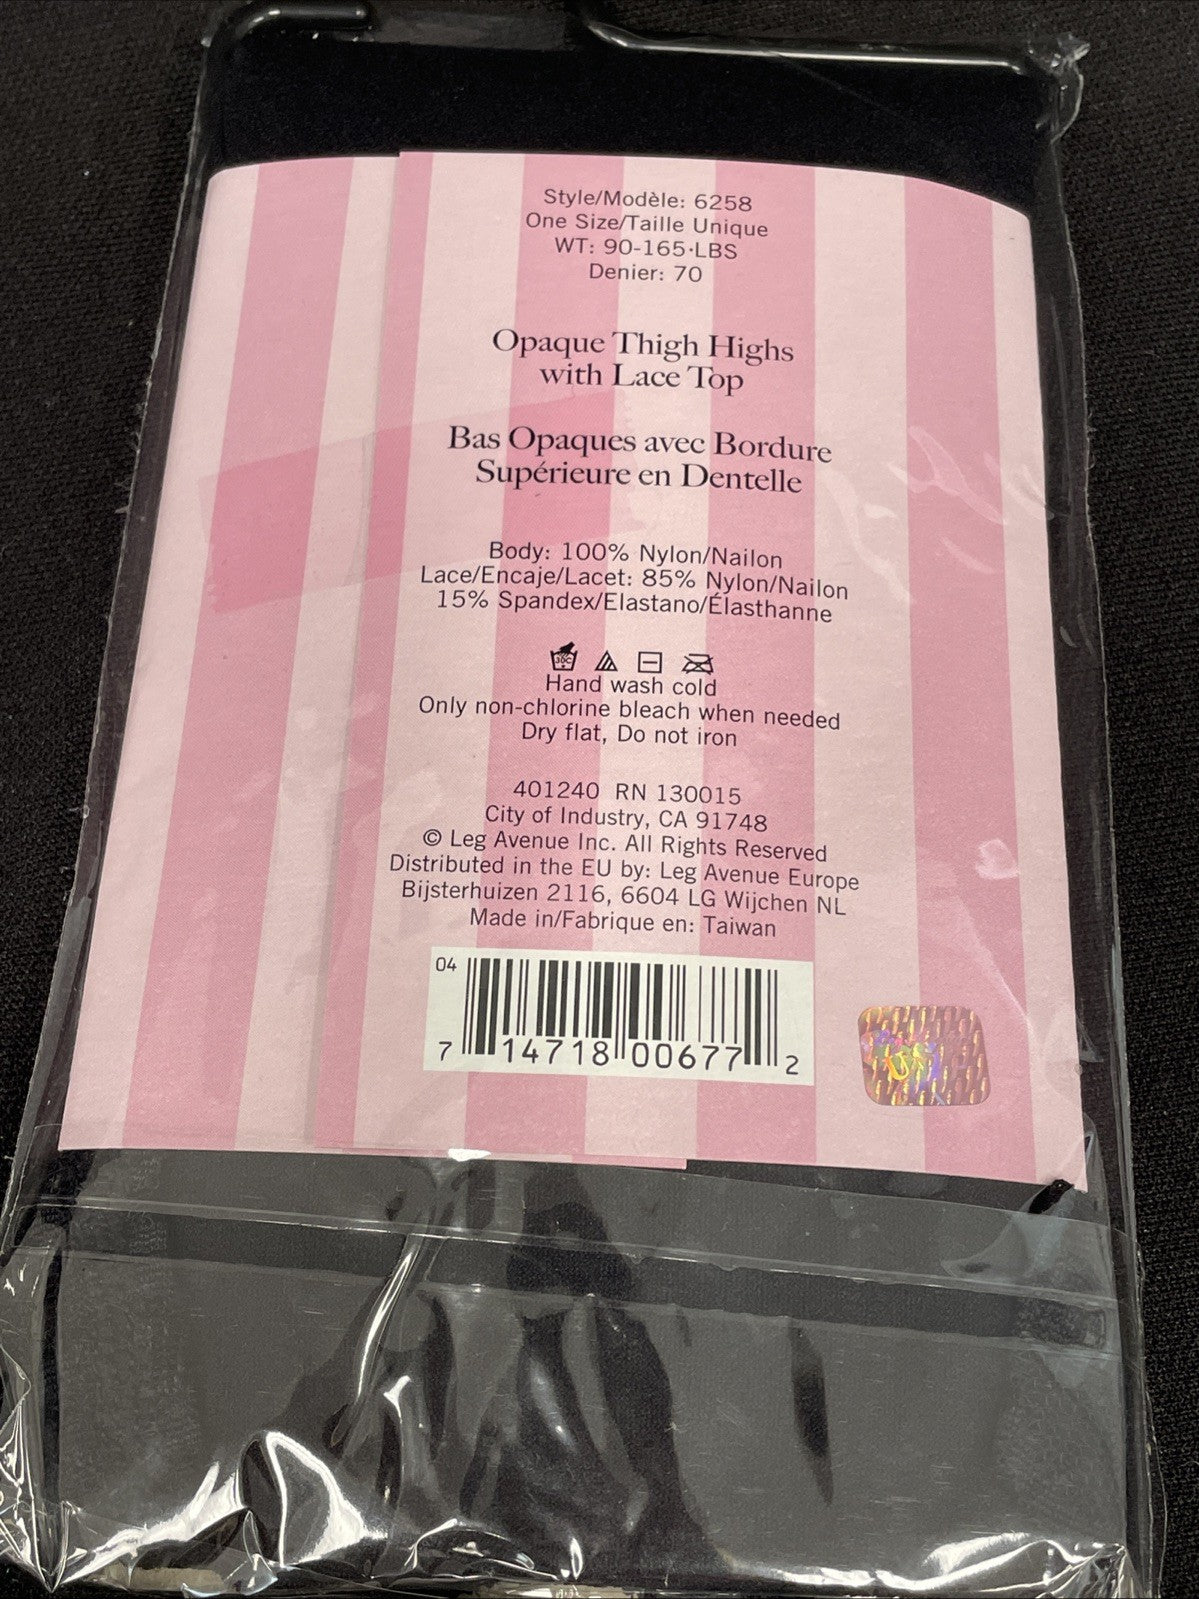 Style/Modèle: 6258
One Size/Taille Unique
WT: 90-165·LBS
Denier: 70
Opaque Thigh Highs
with Lace Top
Bas Opaques avec Bordure
Supérieure en Dentelle
Body: 100% Nylon/Nailon
Lace/Encaje/Lacet: 85% Nylon/Nailon
15% Spandex/Elastano/Élasthanne
30C
Hand wash cold
Only non-chlorine bleach when needed
Dry flat, Do not iron
401240 RN 130015
City of Industry, CA 91748
© Leg Avenue Inc. All Rights Reserved
Distributed in the EU by: Leg Avenue Europe
Bijsterhuizen 2116, 6604 LG Wijchen NL
Made in/Fabrique en: Taiwan
04
7 14718 00677 2